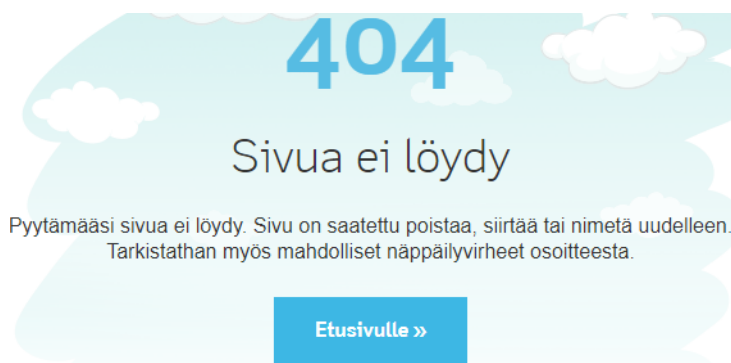 404
Sivua ei löydy
Pyytämääsi sivua ei löydy. Sivu on saatettu poistaa, siirtää tai nimetä uudelleen.
Tarkistathan myös mahdolliset näppäilyvirheet osoitteesta.
Etusivulle »